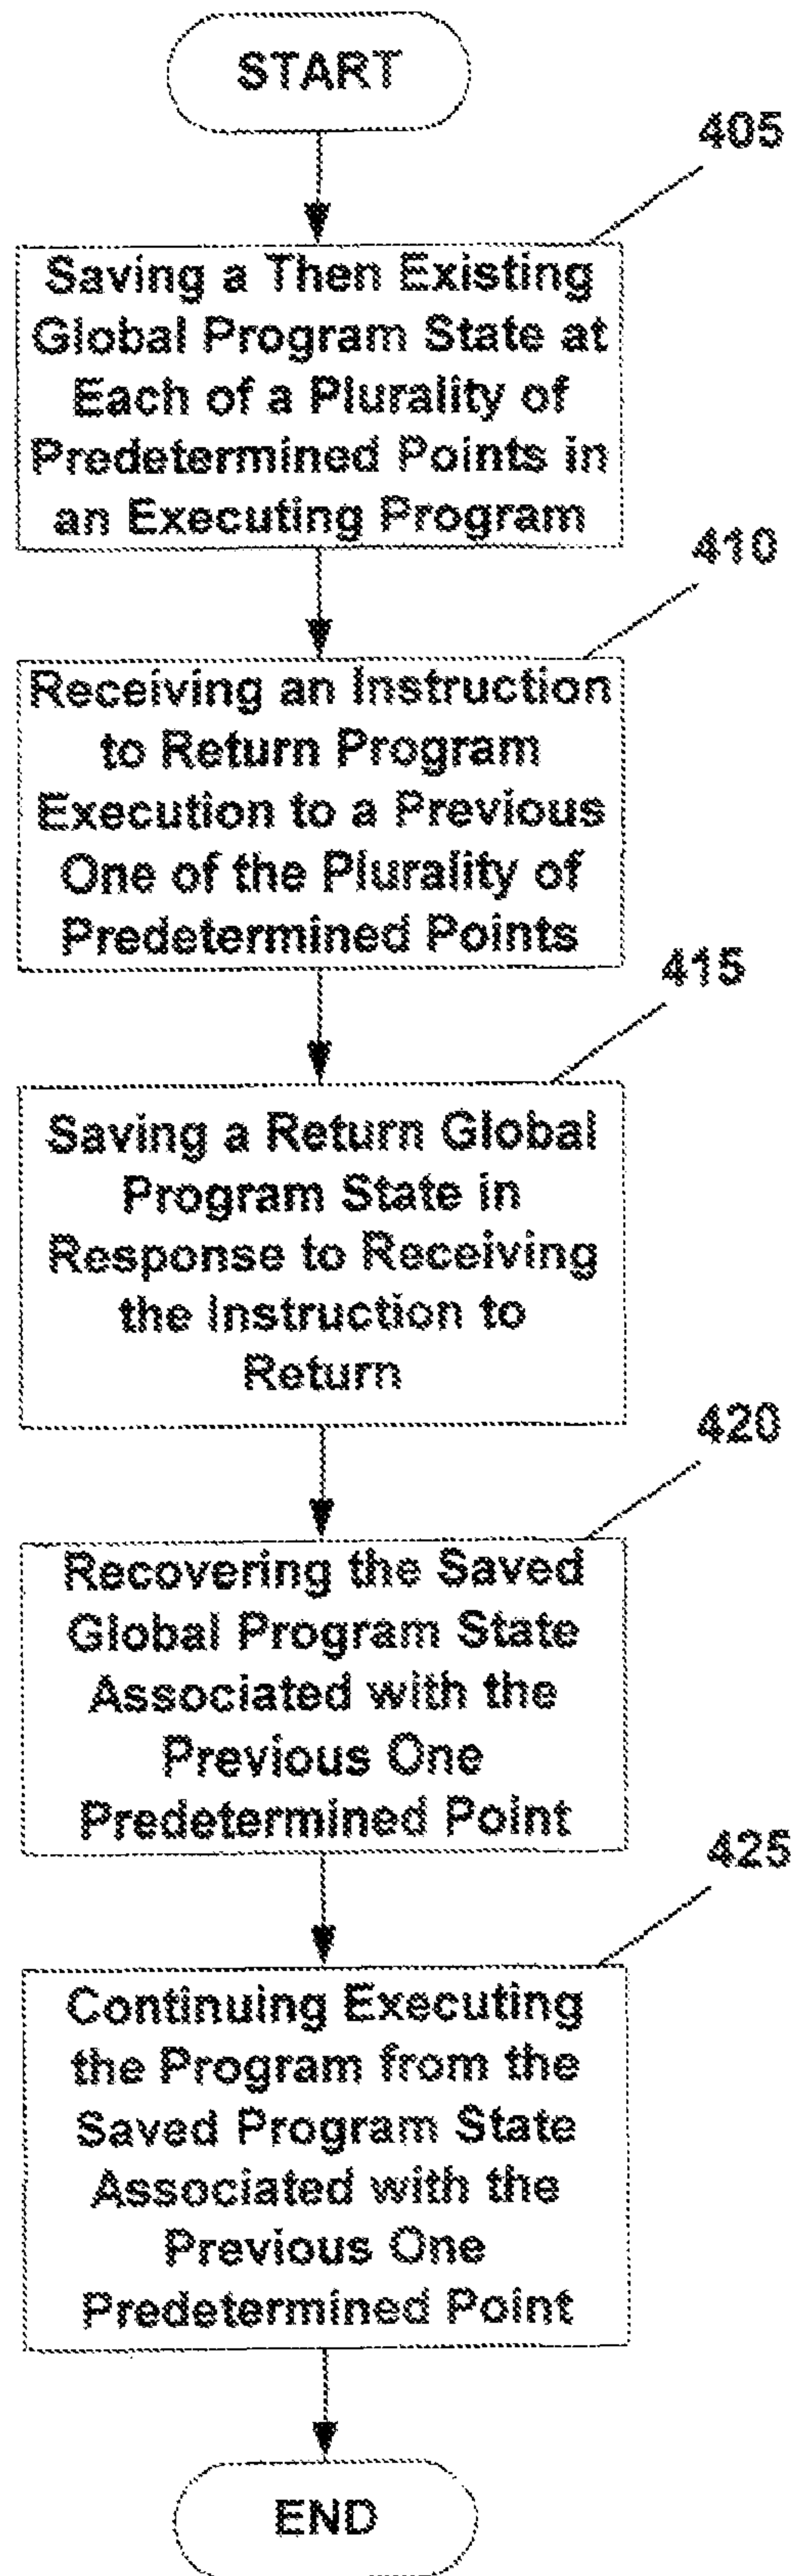 START
405
Saving a Then Existing
Global Program State at
Each of a Plurality of
Predetermined Points in
an Executing Program
410
Receiving an Instruction
to Return Program
Execution to a Previous
One of the Plurality of
Predetermined Points
415
Saving a Return Global
Program State in
Response to Receiving
the Instruction to
Return
420
Recovering the Saved
Global Program State
Associated with the
Previous One
Predetermined Point
425
Continuing Executing
the Program from the
Saved Program State
Associated with the
Previous One
Predetermined Point
END